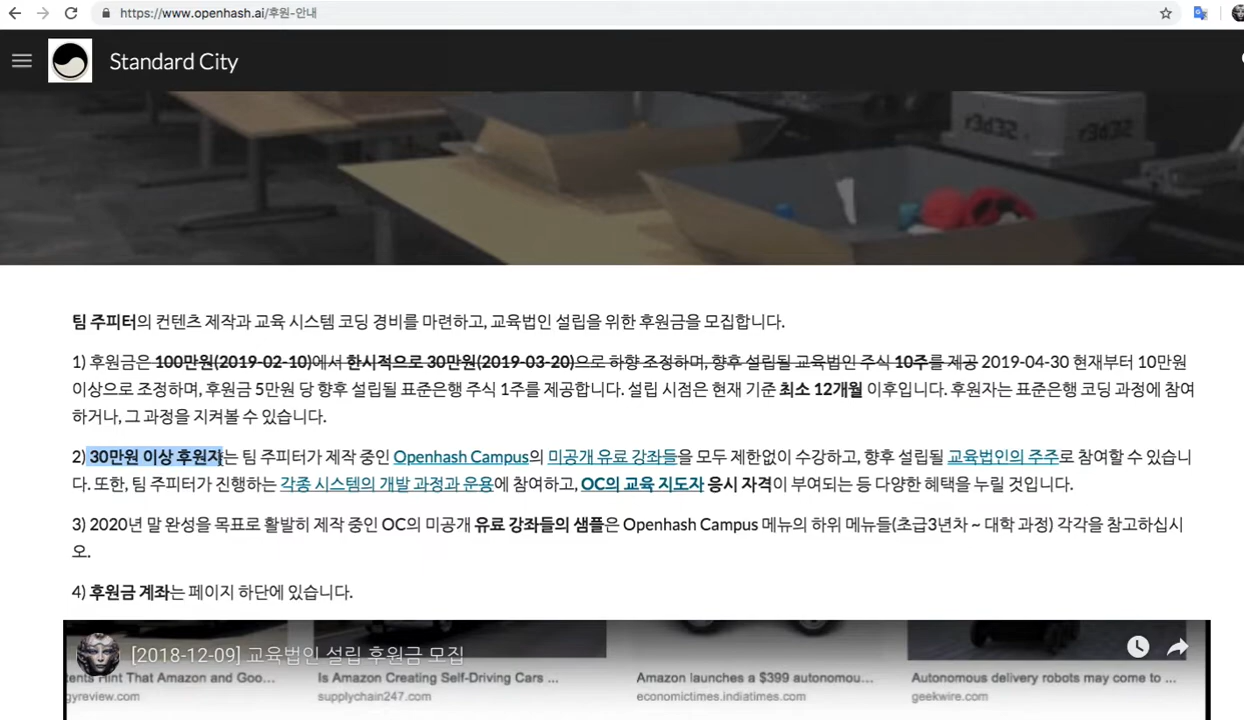 https://www.openhash.ai/후원-안내
Standard City
팀 주피터의 컨텐츠 제작과 교육 시스템 코딩 경비를 마련하고, 교육법인 설립을 위한 후원금을 모집합니다.
1) 후원금은 100만원(2019-02-10)에서 한시적으로 30만원(2019-03-20)으로 하향 조정하며, 향후 설립될 교육법인 주식 10주를 제공 2019-04-30 현재부터 10만원
이상으로 조정하며, 후원금 5만원 당 향후 설립될 표준은행 주식 1주를 제공합니다. 설립 시점은 현재 기준 최소 12개월 이후입니다. 후원자는 표준은행 코딩 과정에 참여
하거나, 그 과정을 지켜볼 수 있습니다.
2) 30만원 이상 후원자는 팀 주피터가 제작 중인 Openhash Campus의 미공개 유료 강좌들을 모두 제한없이 수강하고, 향후 설립될 교육법인의 주주로 참여할 수 있습니
다. 또한, 팀 주피터가 진행하는 각종 시스템의 개발 과정과 운용에 참여하고, OC의 교육 지도자 응시 자격이 부여되는 등 다양한 혜택을 누릴 것입니다.
3) 2020년 말 완성을 목표로 활발히 제작 중인 OC의 미공개 유료 강좌들의 샘플은 Openhash Campus 메뉴의 하위 메뉴들(초급3년차 ~ 대학 과정) 각각을 참고하십시
오.
4) 후원금 계좌는 페이지 하단에 있습니다.
[2018-12-09] 교육법인 설립 후원금 모집
tents Hint That Amazon and Goo... Is Amazon Creating Self-Driving Cars ... Amazon launches a $399 autonomou... Autonomous delivery robots may come to ...
gyreview.com supplychain247.com economictimes.indiatimes.com geekwire.com